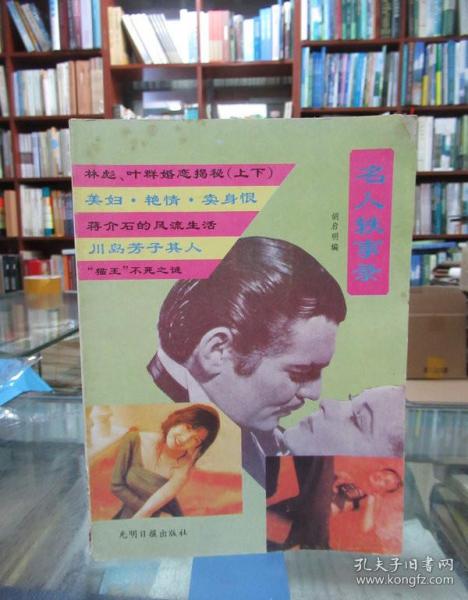 林彪、叶群婚恋揭秘(上下)
美妇·艳情·卖身恨
蒋介石的风流生活
川岛芳子其人
“猫王”不死之谜
名人轶事录
胡启明编
光明日报出版社
孔夫子旧书网
www.kongfz.com